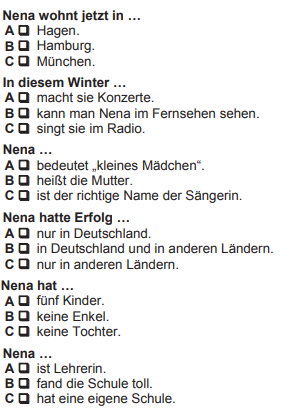 Nena wohnt jetzt in …
A ❑ Hagen.
B ❑ Hamburg.
C ❑ München.
In diesem Winter …
A ❑ macht sie Konzerte.
B ❑ kann man Nena im Fernsehen sehen.
C ❑ singt sie im Radio.
Nena …
A ❑ bedeutet „kleines Mädchen“.
B ❑ heißt die Mutter.
C ❑ ist der richtige Name der Sängerin.
Nena hatte Erfolg …
A ❑ nur in Deutschland.
B ❑ in Deutschland und in anderen Ländern.
C ❑ nur in anderen Ländern.
Nena hat …
A ❑ fünf Kinder.
B ❑ keine Enkel.
C ❑ keine Tochter.
Nena …
A ❑ ist Lehrerin.
B ❑ fand die Schule toll.
C ❑ hat eine eigene Schule.